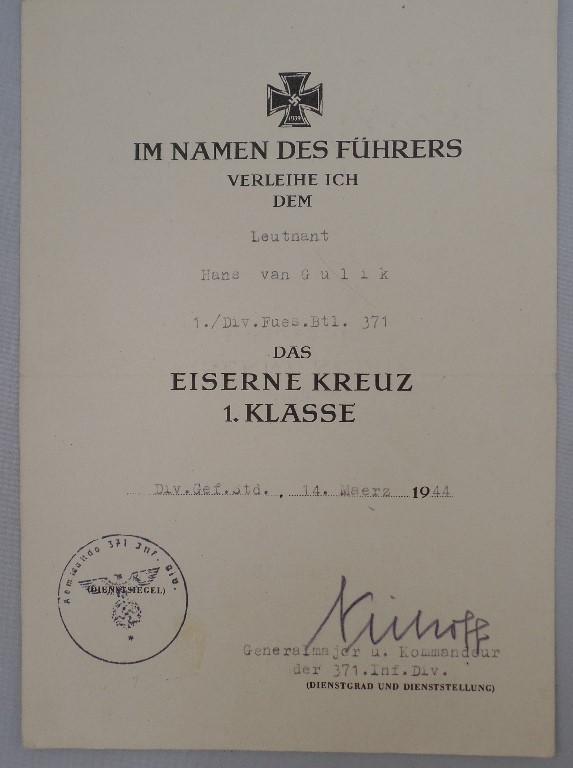 1939
IM NAMEN DES FÜHRERS
VERLEIHE ICH
DEM
Leutnant
Hans van G u l i k
1./Div.Fues.Btl. 371
DAS
EISERNE KREUZ
1. KLASSE
Div.Gef.Std. , 14. Maerz 1944
Kommando 371 Inf. Div.
(DIENSTSIEGEL)
Niehoff
Generalmajor u. Kommandeur
der 371.Inf.Div.
(DIENSTGRAD UND DIENSTSTELLUNG)